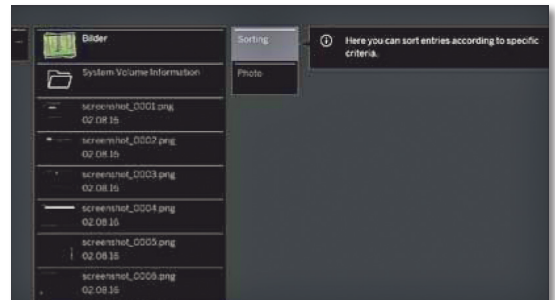 Bilder
System Volume Information
screenshot_0001.png
02.08.16
screenshot_0002.png
02.08.16
screenshot_0003.png
02.08.16
screenshot_0004.png
02.08.16
screenshot_0005.png
02.08.16
screenshot_0006.png
02.08.16
Sorting
Photo
Here you can sort entries according to specific
criteria.